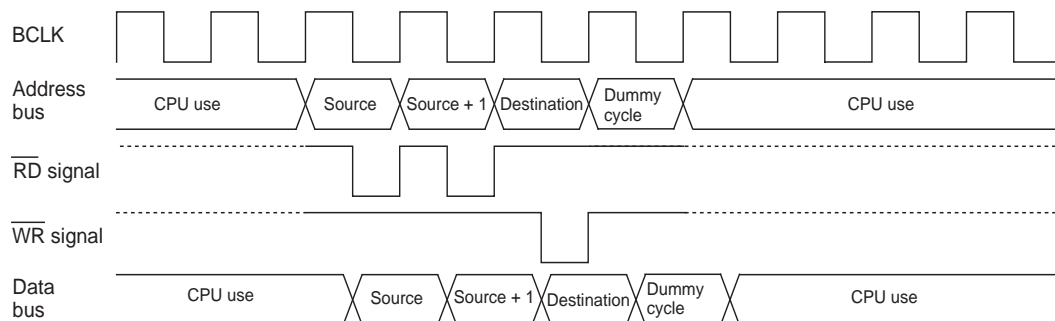 BCLK
Address
bus
CPU use
Source
Source + 1
Destination
Dummy
cycle
CPU use
RD signal
WR signal
Data
bus
CPU use
Source
Source + 1
Destination
Dummy
cycle
CPU use